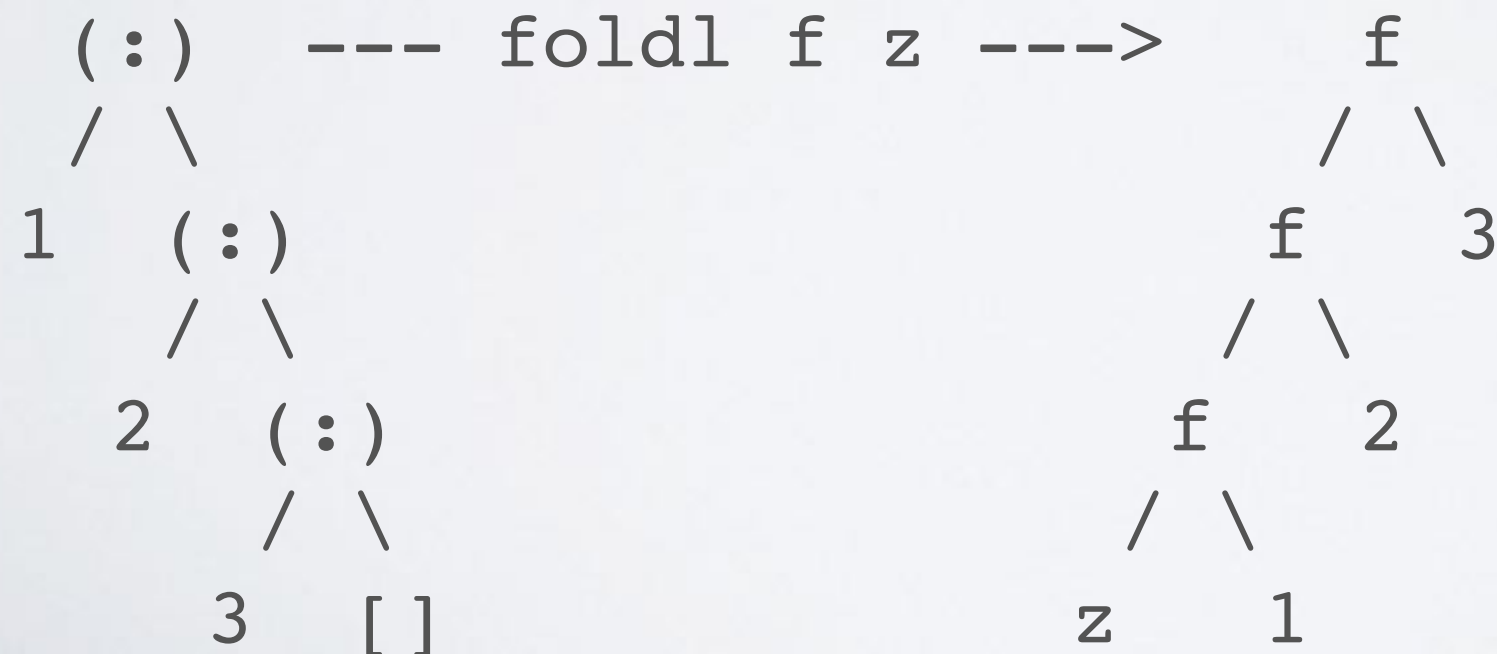 (:)  --- foldl f z --->    f
/ \    / \
1  (:)    f  3
/ \    / \
2  (:)    f  2
/ \    / \
3  []    z  1